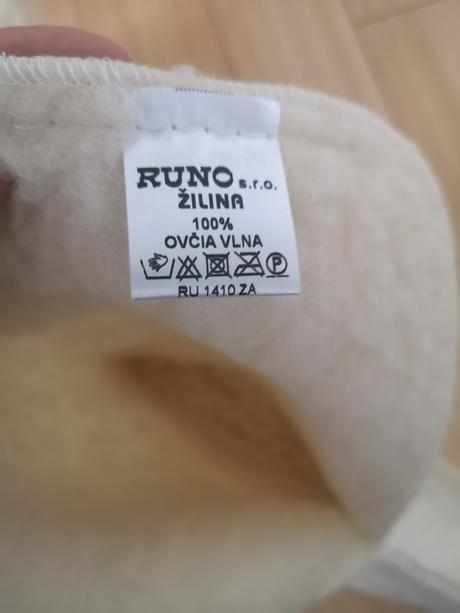 RUNO s.r.o.
ŽILINA
100%
OVČIA VLNA
P
RU 1410 ZA